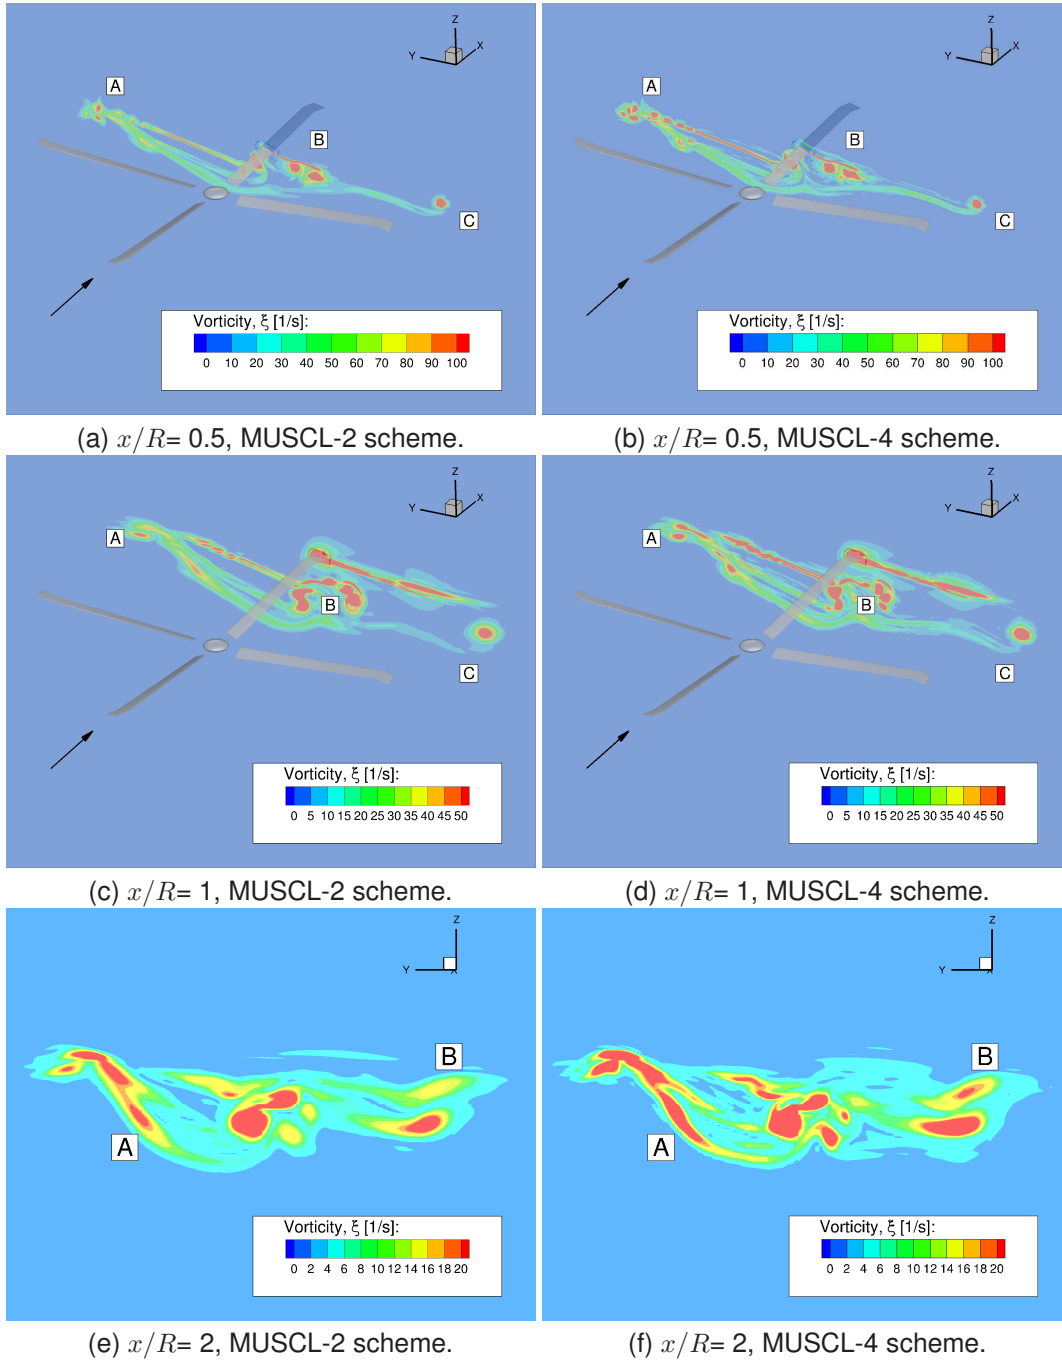 Z
X
Y
A
B
C
Vorticity, ξ [1/s]:
0 10 20 30 40 50 60 70 80 90 100
(a) x/R= 0.5, MUSCL-2 scheme.
Z
X
Y
A
B
C
Vorticity, ξ [1/s]:
0 10 20 30 40 50 60 70 80 90 100
(b) x/R= 0.5, MUSCL-4 scheme.
Z
X
Y
A
B
C
Vorticity, ξ [1/s]:
0 5 10 15 20 25 30 35 40 45 50
(c) x/R= 1, MUSCL-2 scheme.
Z
X
Y
A
B
C
Vorticity, ξ [1/s]:
0 5 10 15 20 25 30 35 40 45 50
(d) x/R= 1, MUSCL-4 scheme.
Z
Y X
B
A
Vorticity, ξ [1/s]:
0 2 4 6 8 10 12 14 16 18 20
(e) x/R= 2, MUSCL-2 scheme.
Z
Y X
B
A
Vorticity, ξ [1/s]:
0 2 4 6 8 10 12 14 16 18 20
(f) x/R= 2, MUSCL-4 scheme.